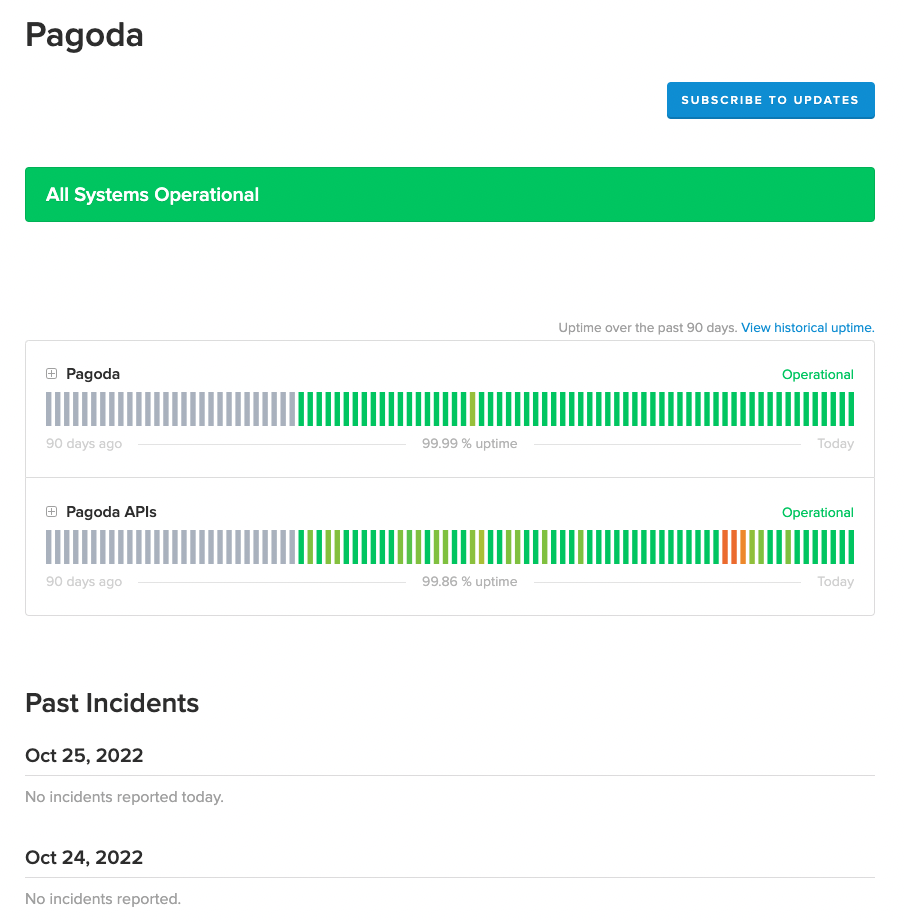 Pagoda
SUBSCRIBE TO UPDATES
All Systems Operational
Uptime over the past 90 days. View historical uptime.
Pagoda
Operational
90 days ago
99.99 % uptime
Today
Pagoda APIs
Operational
90 days ago
99.86 % uptime
Today
Past Incidents
Oct 25, 2022
No incidents reported today.
Oct 24, 2022
No incidents reported.